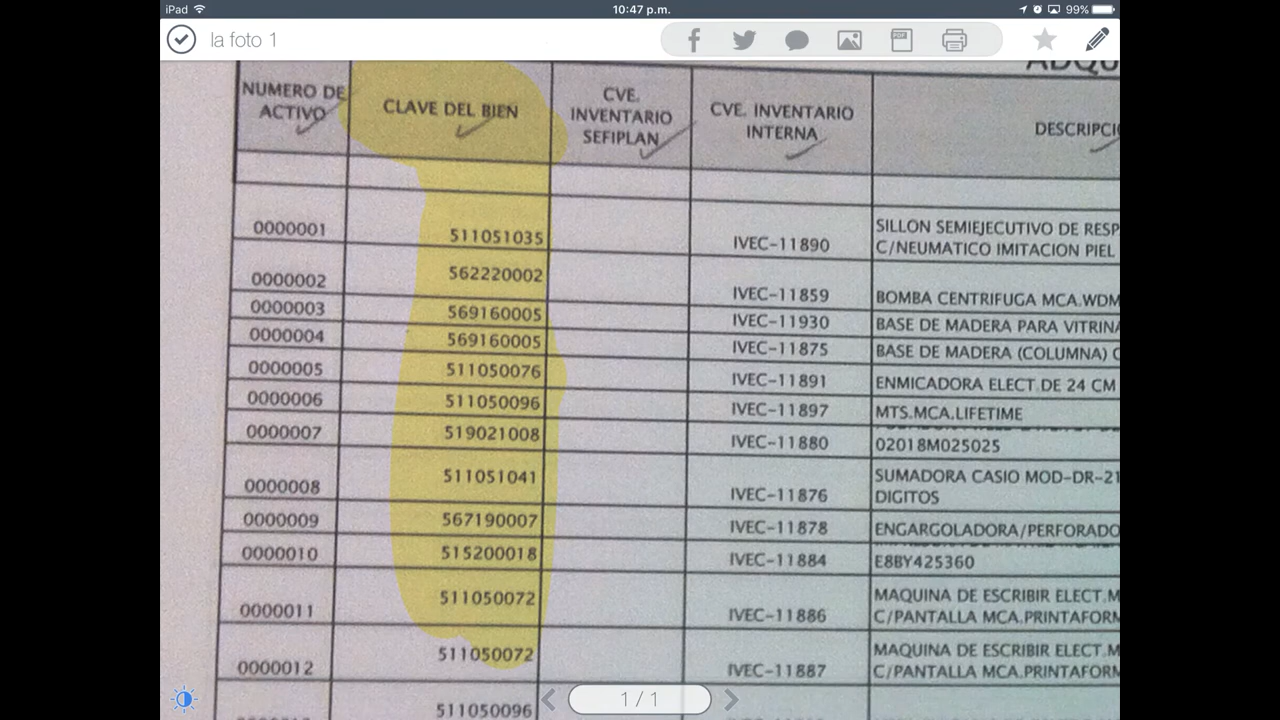 iPad 10:47 p.m. 99%
la foto 1
PDF
NUMERO DE ACTIVO CLAVE DEL BIEN CVE. INVENTARIO SEFIPLAN CVE. INVENTARIO INTERNA
0000001 511051035 IVEC-11890 SILLON SEMIEJECUTIVO DE RESP
C/NEUMATICO IMITACION PIEL
0000002 562220002 IVEC-11859 BOMBA CENTRIFUGA MCA.WDM
0000003 569160005 IVEC-11930 BASE DE MADERA PARA VITRINA
0000004 569160005 IVEC-11875 BASE DE MADERA (COLUMNA) C
0000005 511050076 IVEC-11891 ENMICADORA ELECT.DE 24 CM
0000006 511050096 IVEC-11897 MTS.MCA.LIFETIME
0000007 519021008 IVEC-11880 02018M025025
0000008 511051041 IVEC-11876 SUMADORA CASIO MOD-DR-21
DIGITOS
0000009 567190007 IVEC-11878 ENGARGOLADORA/PERFORADO
0000010 515200018 IVEC-11884 E8BY425360
0000011 511050072 IVEC-11886 MAQUINA DE ESCRIBIR ELECT.M
C/PANTALLA MCA.PRINTAFORM
0000012 511050072 IVEC-11887 MAQUINA DE ESCRIBIR ELECT.M
C/PANTALLA MCA.PRINTAFORM
511050096
1 / 1